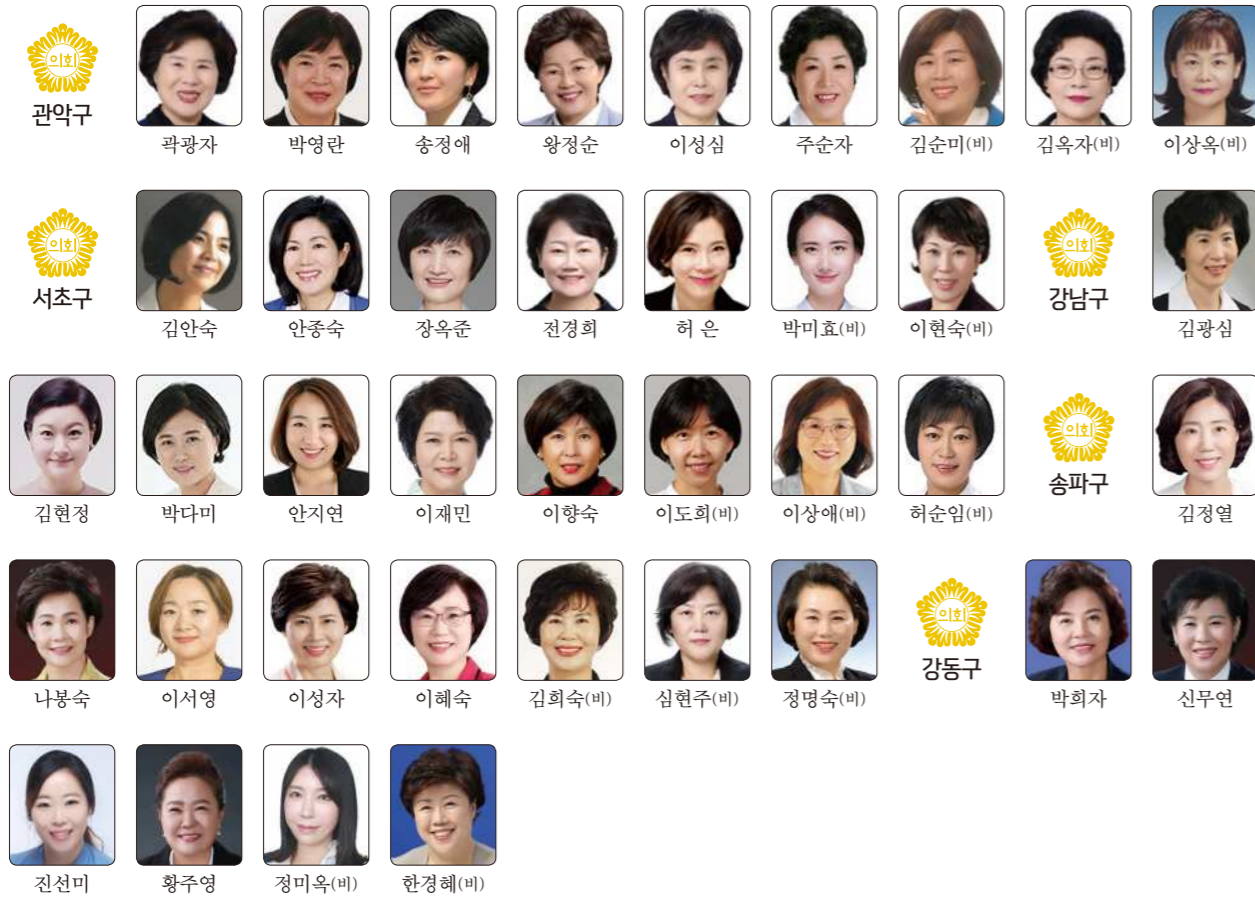 의회
관악구
곽광자 박영란 송정애 왕정순 이성심 주순자 김순미(비) 김옥자(비) 이상옥(비)
의회
서초구
김안숙 안종숙 장옥준 전경희 허 은 박미효(비) 이현숙(비)
의회
강남구
김광심
김현정 박다미 안지연 이재민 이향숙 이도희(비) 이상애(비) 허순임(비)
의회
송파구
김정열
나봉숙 이서영 이성자 이혜숙 김희숙(비) 심현주(비) 정명숙(비)
의회
강동구
박희자 신무연
진선미 황주영 정미옥(비) 한경혜(비)